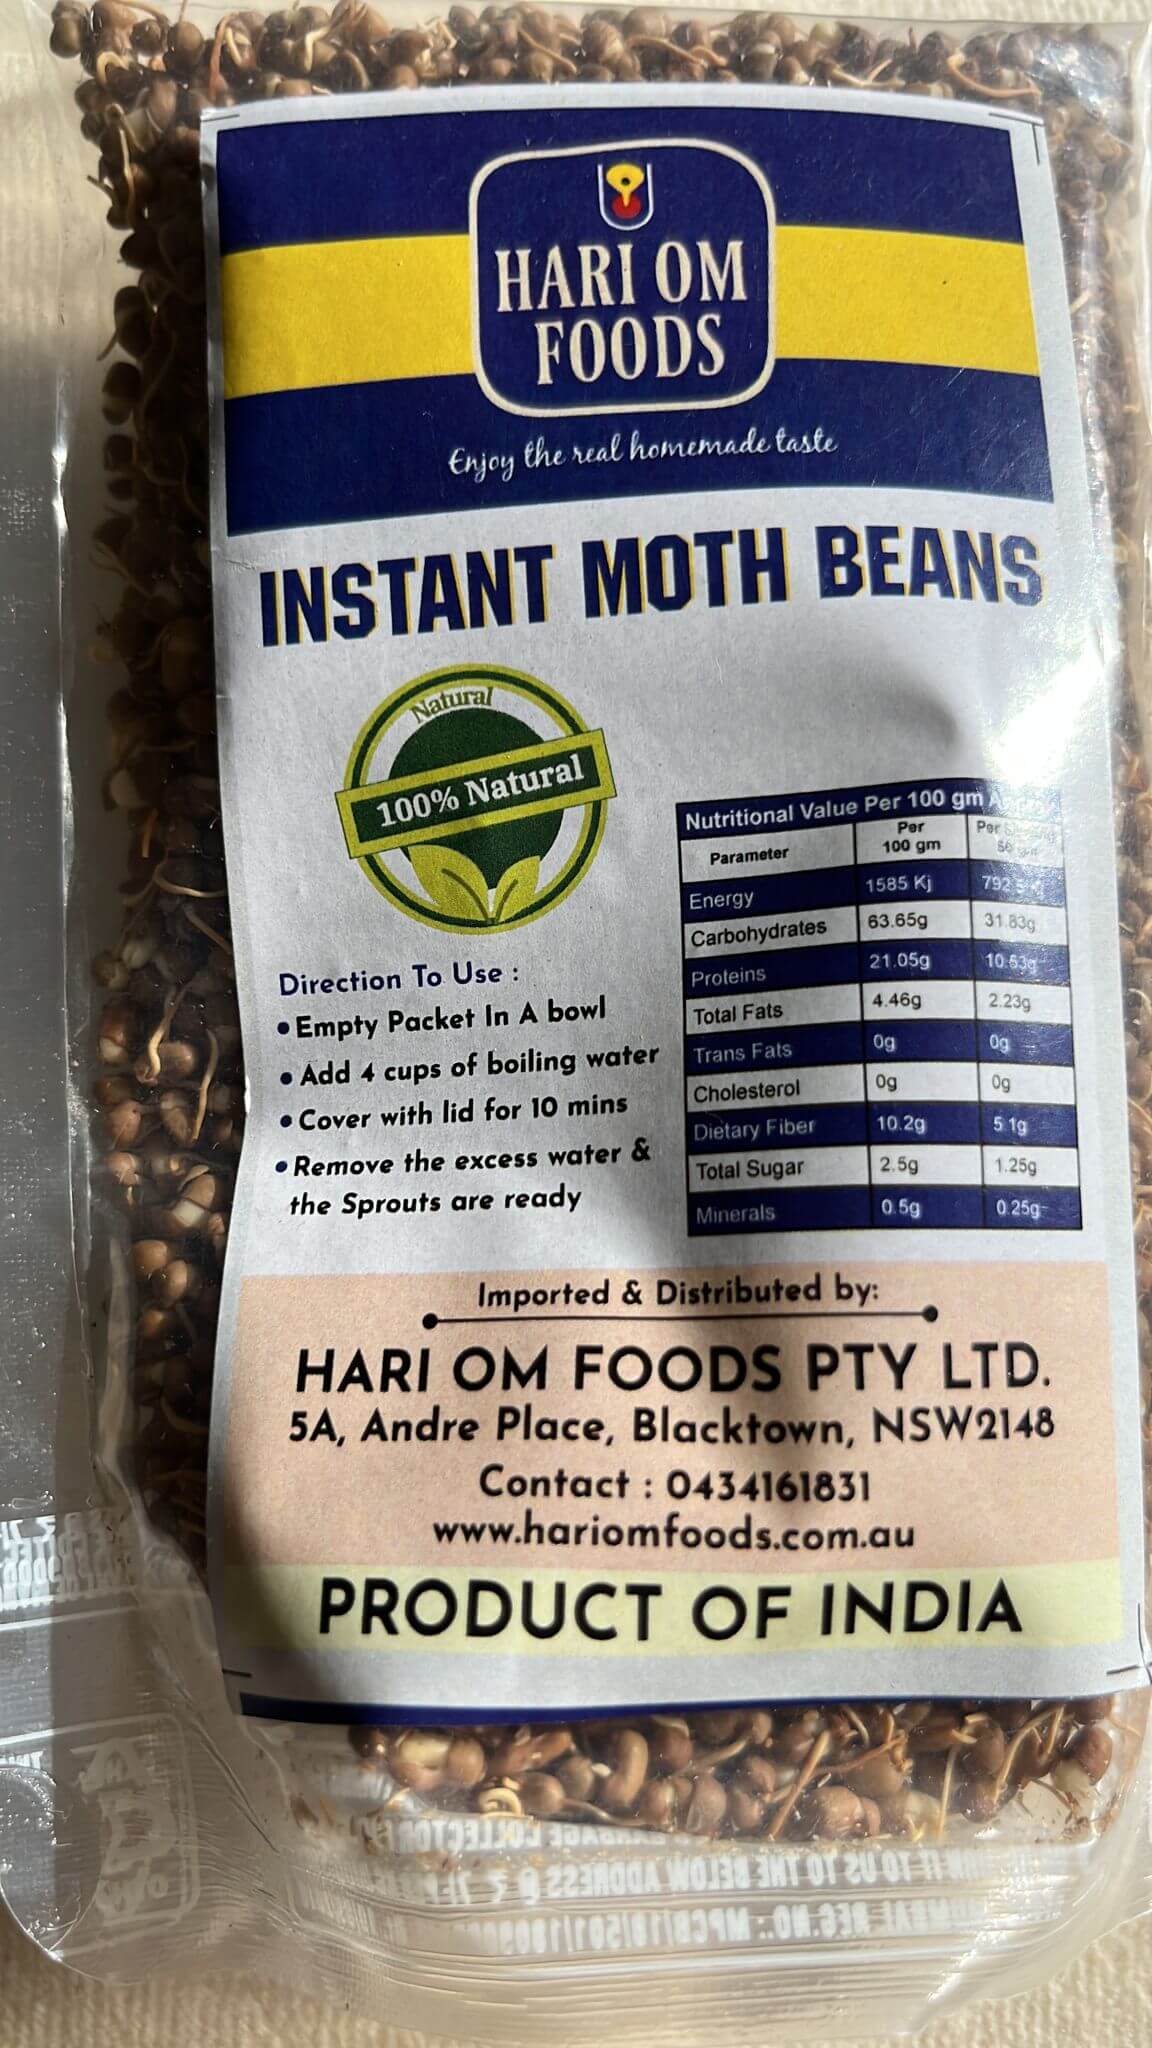 HARI OM
FOODS
Enjoy the real homemade taste
INSTANT MOTH BEANS
Natural
100% Natural
Direction To Use :
• Empty Packet In A bowl
• Add 4 cups of boiling water
• Cover with lid for 10 mins
• Remove the excess water &
the Sprouts are ready
Nutritional Value Per 100 gm
Parameter Per 100 gm Per
Energy 1585 Kj 792
Carbohydrates 63.65g 31.83g
Proteins 21.05g 10.53g
Total Fats 4.46g 2.23g
Trans Fats 0g 0g
Cholesterol 0g 0g
Dietary Fiber 10.2g 5.1g
Total Sugar 2.5g 1.25g
Minerals 0.5g 0.25g
Imported & Distributed by:
HARI OM FOODS PTY LTD.
5A, Andre Place, Blacktown, NSW2148
Contact : 0434161831
www.hariomfoods.com.au
PRODUCT OF INDIA